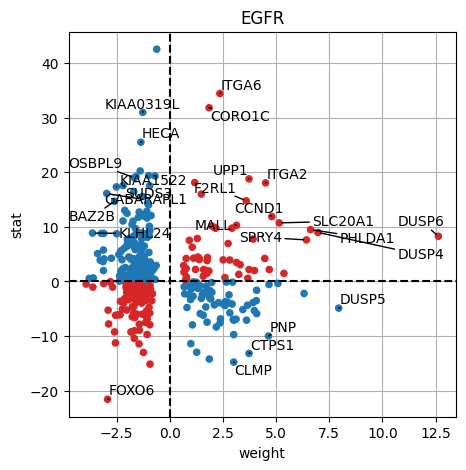 EGFR
ITGA6
KIAA0319L
CORO1C
HECA
OSBPL9
UPP1
ITGA2
KIAA1522
F2RL1
SUDS3
GABARAPL1
CCND1
BAZ2B
MALL
SLC20A1
DUSP6
KLHL24
SPRY4
PHLDA1
DUSP4
DUSP5
PNP
CTPS1
CLMP
FOXO6
40
30
20
10
0
−10
−20
stat
−2.5
0.0
2.5
5.0
7.5
10.0
12.5
weight